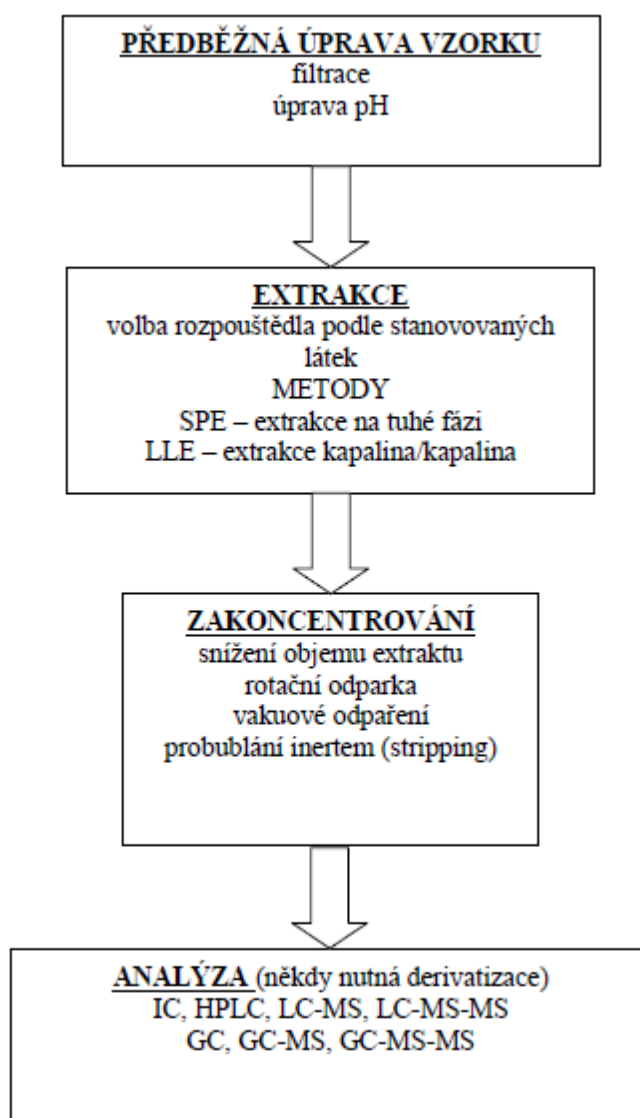 PŘEDBĚŽNÁ ÚPRAVA VZORKU
filtrace
úprava pH
EXTRAKCE
volba rozpouštědla podle stanovovaných
látek
METODY
SPE – extrakce na tuhé fázi
LLE – extrakce kapalina/kapalina
ZAKONCENTROVÁNÍ
snížení objemu extraktu
rotační odparka
vakuové odpaření
probublání inertem (stripping)
ANALÝZA (někdy nutná derivatizace)
IC, HPLC, LC-MS, LC-MS-MS
GC, GC-MS, GC-MS-MS